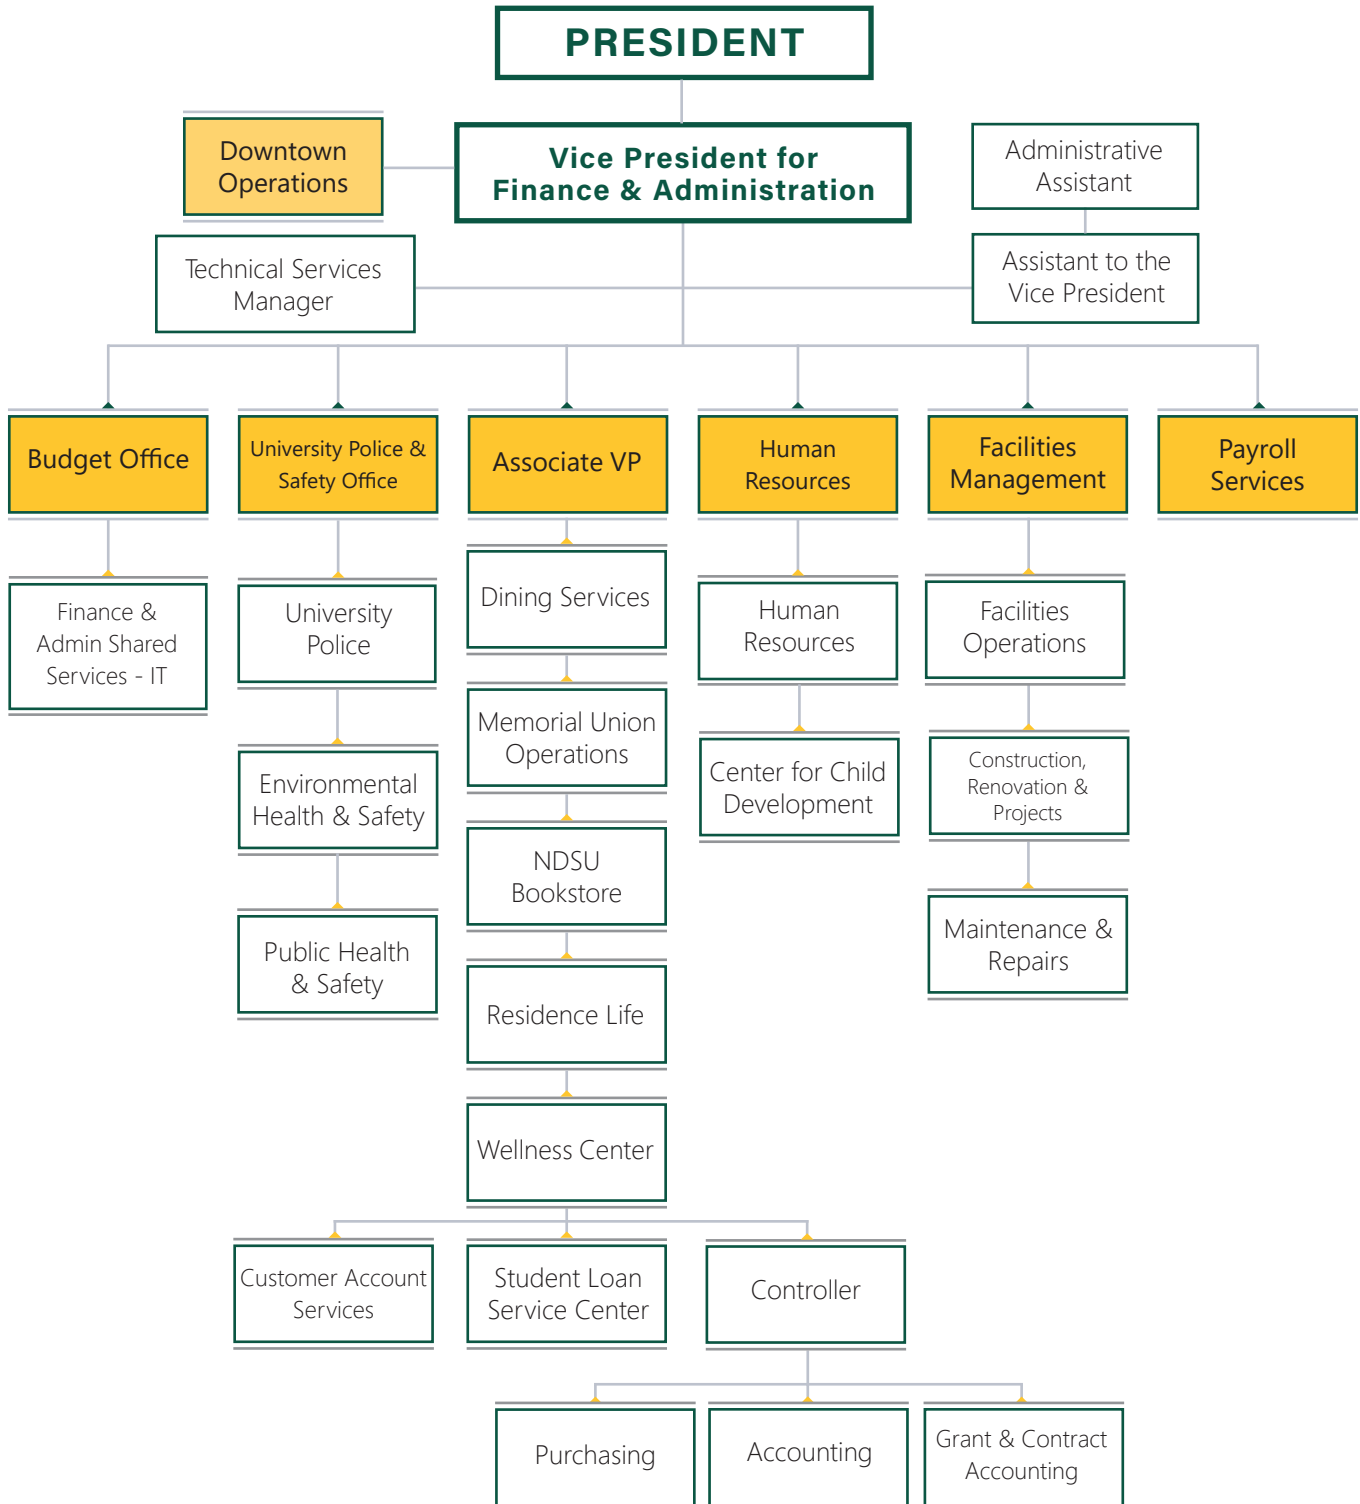 PRESIDENT
Downtown
Operations
Vice President for
Finance & Administration
Administrative
Assistant
Technical Services
Manager
Assistant to the
Vice President
Budget Office
University Police &
Safety Office
Associate VP
Human
Resources
Facilities
Management
Payroll
Services
Finance &
Admin Shared
Services - IT
University
Police
Dining Services
Human
Resources
Facilities
Operations
Environmental
Health & Safety
Memorial Union
Operations
Center for Child
Development
Construction,
Renovation &
Projects
Public Health
& Safety
NDSU
Bookstore
Maintenance &
Repairs
Residence Life
Wellness Center
Customer Account
Services
Student Loan
Service Center
Controller
Purchasing
Accounting
Grant & Contract
Accounting